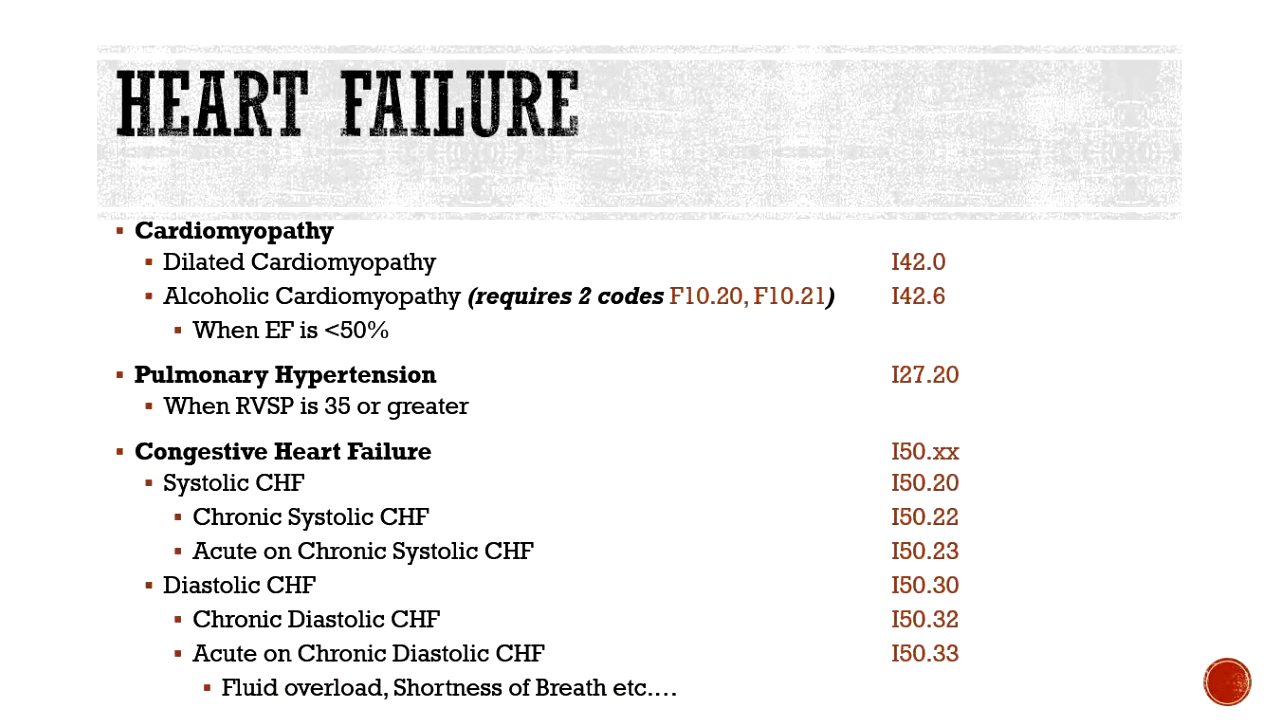 HEART FAILURE
▪ Cardiomyopathy
▪ Dilated Cardiomyopathy I42.0
▪ Alcoholic Cardiomyopathy (requires 2 codes F10.20, F10.21) I42.6
▪ When EF is <50%
▪ Pulmonary Hypertension I27.20
▪ When RVSP is 35 or greater
▪ Congestive Heart Failure I50.xx
▪ Systolic CHF I50.20
▪ Chronic Systolic CHF I50.22
▪ Acute on Chronic Systolic CHF I50.23
▪ Diastolic CHF I50.30
▪ Chronic Diastolic CHF I50.32
▪ Acute on Chronic Diastolic CHF I50.33
▪ Fluid overload, Shortness of Breath etc.…